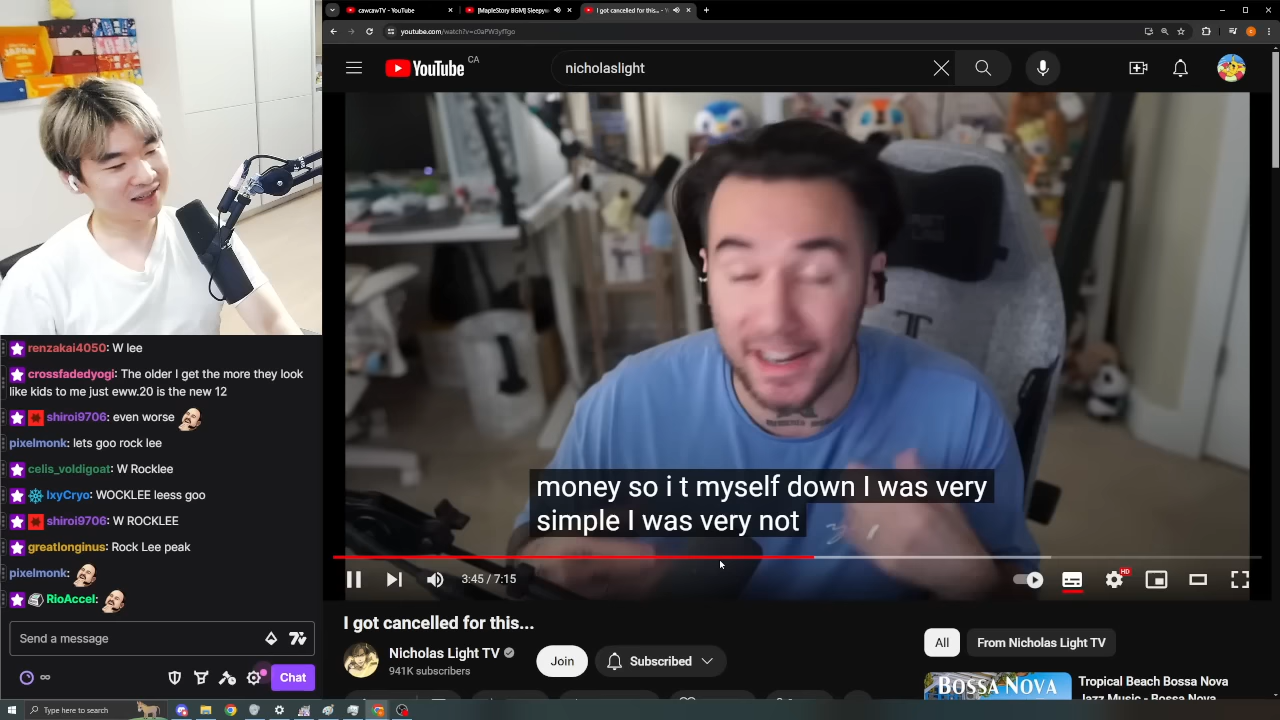 cawcawTV - YouTube
[MapleStory BGM] Sleepyw
I got cancelled for this... - Y
youtube.com/watch?v=c0aPW3yfTgo
YouTube CA
nicholaslight
money so i t myself down I was very
simple I was very not
3:45 / 7:15
HD
I got cancelled for this...
Nicholas Light TV
941K subscribers
Join
Subscribed
All
From Nicholas Light TV
BOSSA NOVA
Tropical Beach Bossa Nova
Jazz Music - Bossa Nova
renzakai4050: W lee
crossfadedyogi: The older I get the more they look
like kids to me just eww.20 is the new 12
shiroi9706: even worse
pixelmonk: lets goo rock lee
celis_voldigoat: W Rocklee
IxyCryo: WOCKLEE leess goo
shiroi9706: W ROCKLEE
greatlonginus: Rock Lee peak
pixelmonk:
RioAccel:
Send a message
Chat
Type here to search